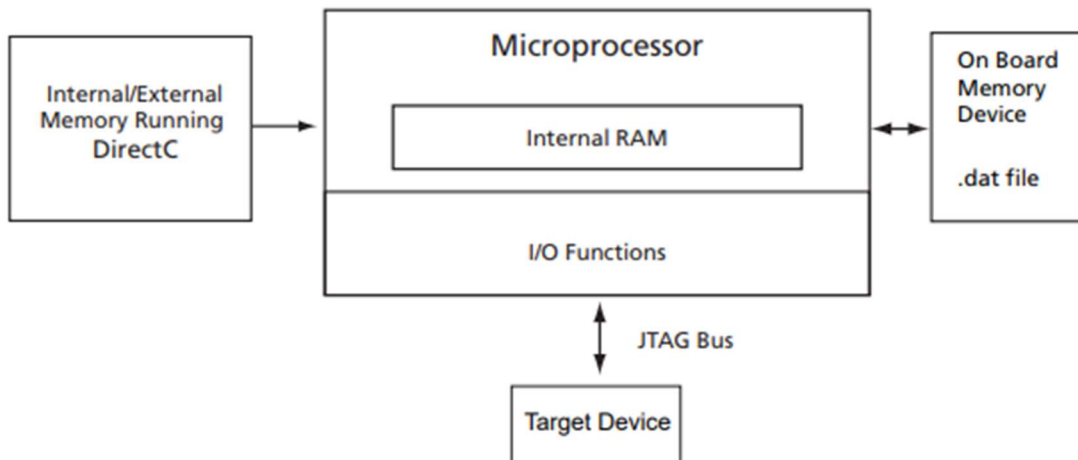 Microprocessor
Internal/External
Memory Running
DirectC
Internal RAM
On Board
Memory
Device
.dat file
I/O Functions
JTAG Bus
Target Device